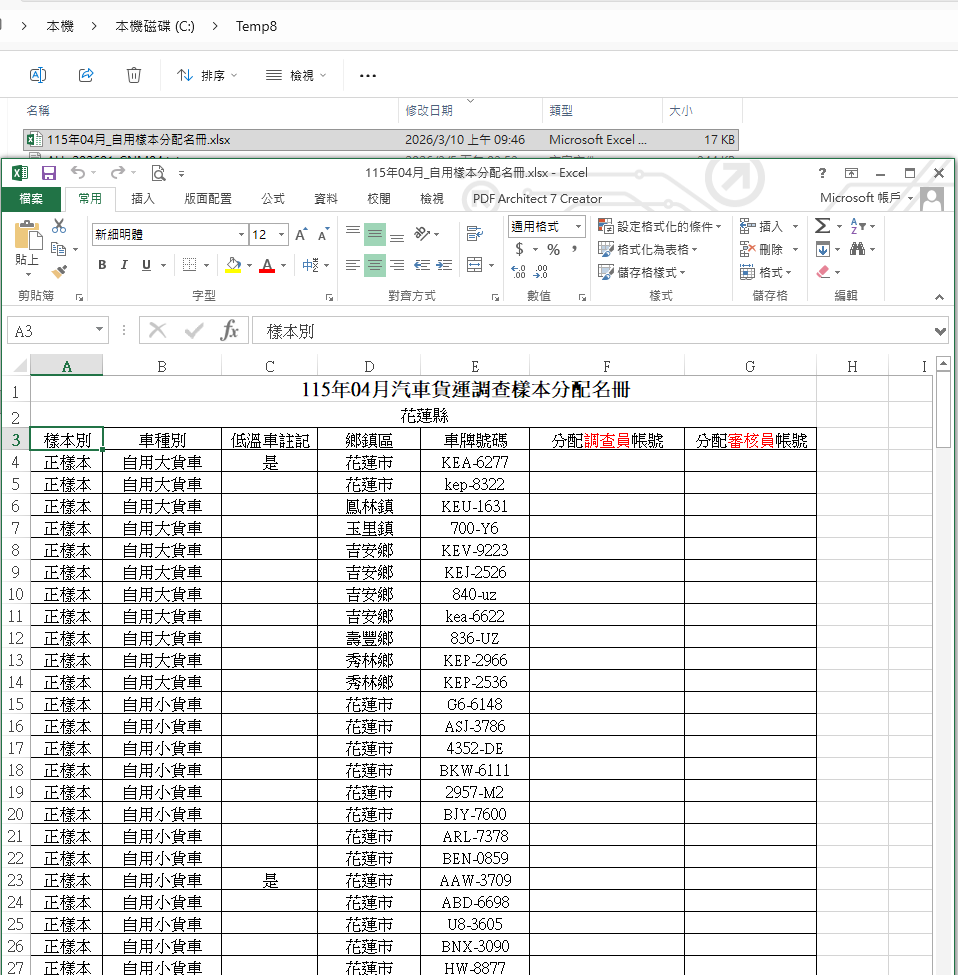 本機 > 本機磁碟 (C:) > Temp8
排序 檢視 ...
名稱 修改日期 類型 大小
115年04月_自用樣本分配名冊.xlsx 2026/3/10 上午 09:46 Microsoft Excel ... 17 KB
115年04月_自用樣本分配名冊.xlsx - Excel
檔案 常用 插入 版面配置 公式 資料 校閱 檢視 PDF Architect 7 Creator Microsoft 帳戶
貼上 新細明體 12 通用格式 設定格式化的條件 插入
B I U 中 $ % , 格式化為表格 刪除
儲存格樣式 格式
剪貼簿 字型 對齊方式 數值 樣式 儲存格 編輯
A3 fx 樣本別
A B C D E F G H I
1 115年04月汽車貨運調查樣本分配名冊
2 花蓮縣
3 樣本別 車種別 低溫車註記 鄉鎮區 車牌號碼 分配調查員帳號 分配審核員帳號
4 正樣本 自用大貨車 是 花蓮市 KEA-6277
5 正樣本 自用大貨車 花蓮市 kep-8322
6 正樣本 自用大貨車 鳳林鎮 KEU-1631
7 正樣本 自用大貨車 玉里鎮 700-Y6
8 正樣本 自用大貨車 吉安鄉 KEV-9223
9 正樣本 自用大貨車 吉安鄉 KEJ-2526
10 正樣本 自用大貨車 吉安鄉 840-uz
11 正樣本 自用大貨車 吉安鄉 kea-6622
12 正樣本 自用大貨車 壽豐鄉 836-UZ
13 正樣本 自用大貨車 秀林鄉 KEP-2966
14 正樣本 自用大貨車 秀林鄉 KEP-2536
15 正樣本 自用小貨車 花蓮市 G6-6148
16 正樣本 自用小貨車 花蓮市 ASJ-3786
17 正樣本 自用小貨車 花蓮市 4352-DE
18 正樣本 自用小貨車 花蓮市 BKW-6111
19 正樣本 自用小貨車 花蓮市 2957-M2
20 正樣本 自用小貨車 花蓮市 BJY-7600
21 正樣本 自用小貨車 花蓮市 ARL-7378
22 正樣本 自用小貨車 花蓮市 BEN-0859
23 正樣本 自用小貨車 是 花蓮市 AAW-3709
24 正樣本 自用小貨車 花蓮市 ABD-6698
25 正樣本 自用小貨車 花蓮市 U8-3605
26 正樣本 自用小貨車 花蓮市 BNX-3090
27 正樣本 自用小貨車 花蓮市 HW-8877